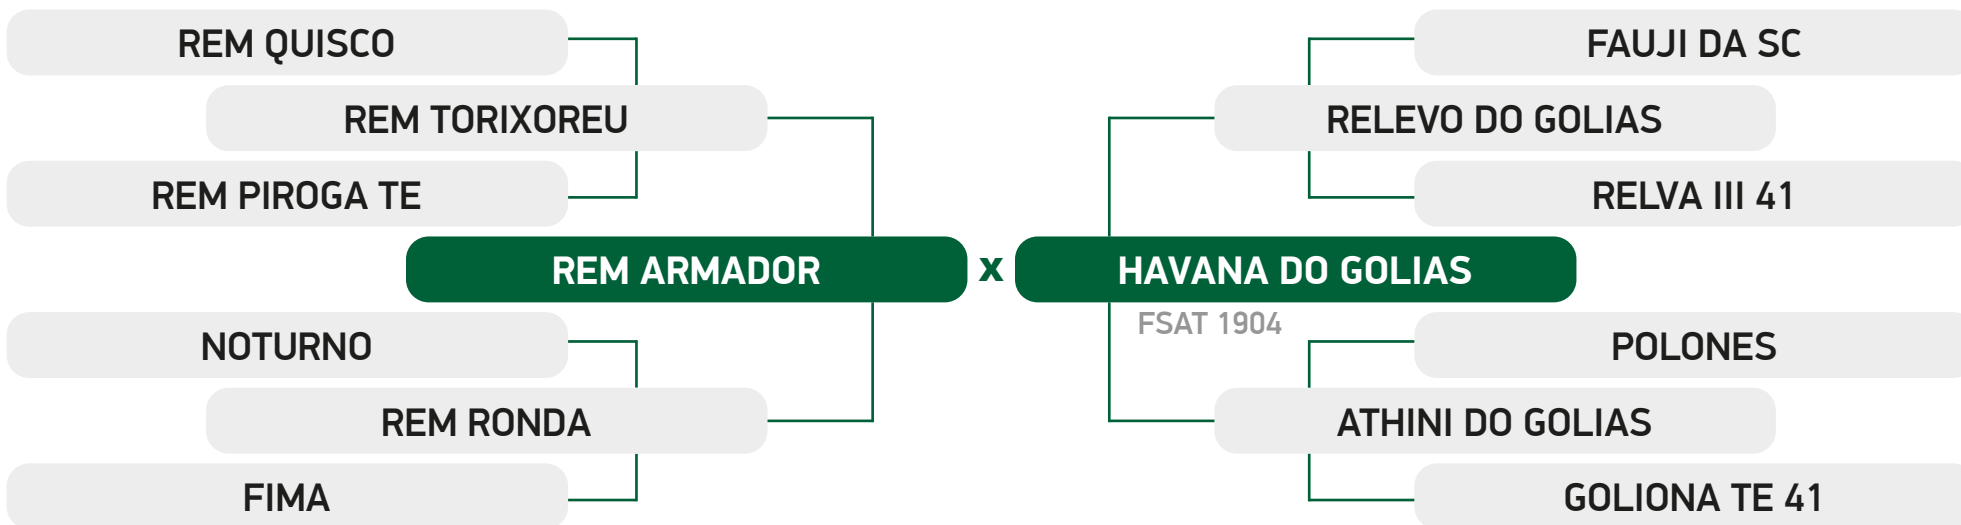 REM QUISCO
FAUJI DA SC
REM TORIXOREU
RELEVO DO GOLIAS
REM PIROGA TE
RELVA III 41
REM ARMADOR
x
HAVANA DO GOLIAS
FSAT 1904
NOTURNO
POLONES
REM RONDA
ATHINI DO GOLIAS
FIMA
GOLIONA TE 41